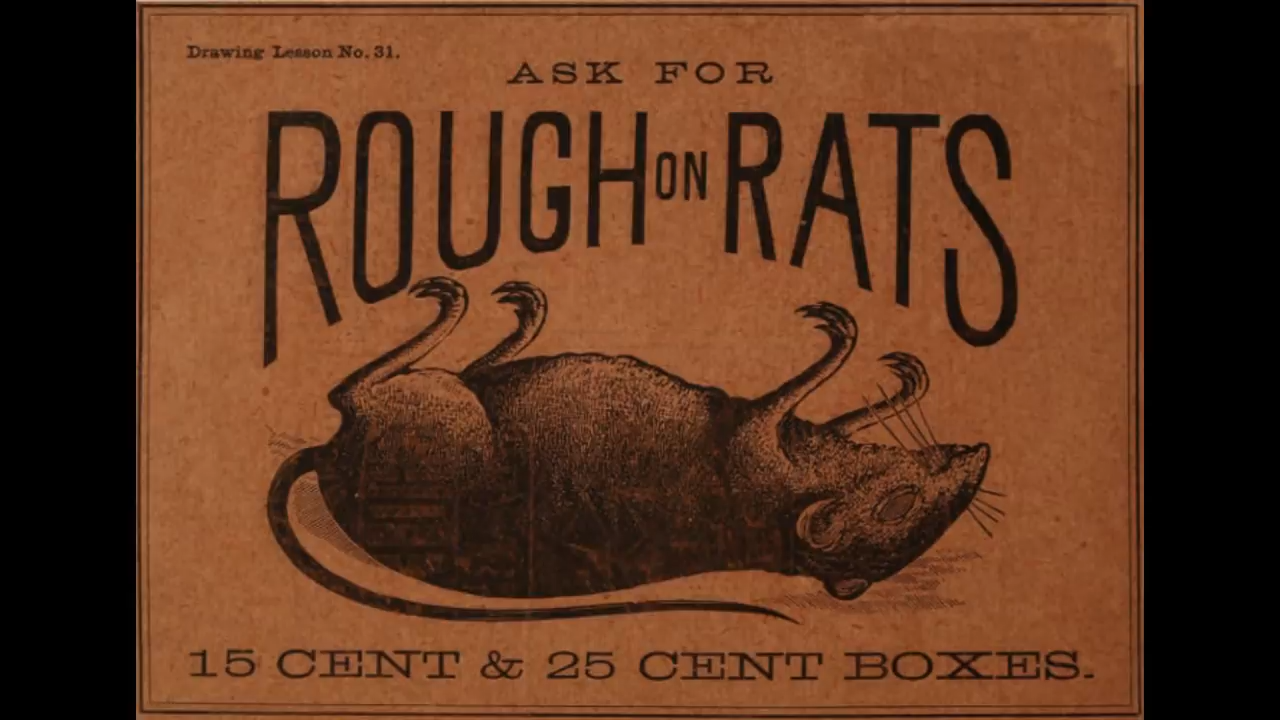 Drawing Lesson No. 31.
ASK FOR
ROUGH ON RATS
15 CENT & 25 CENT BOXES.